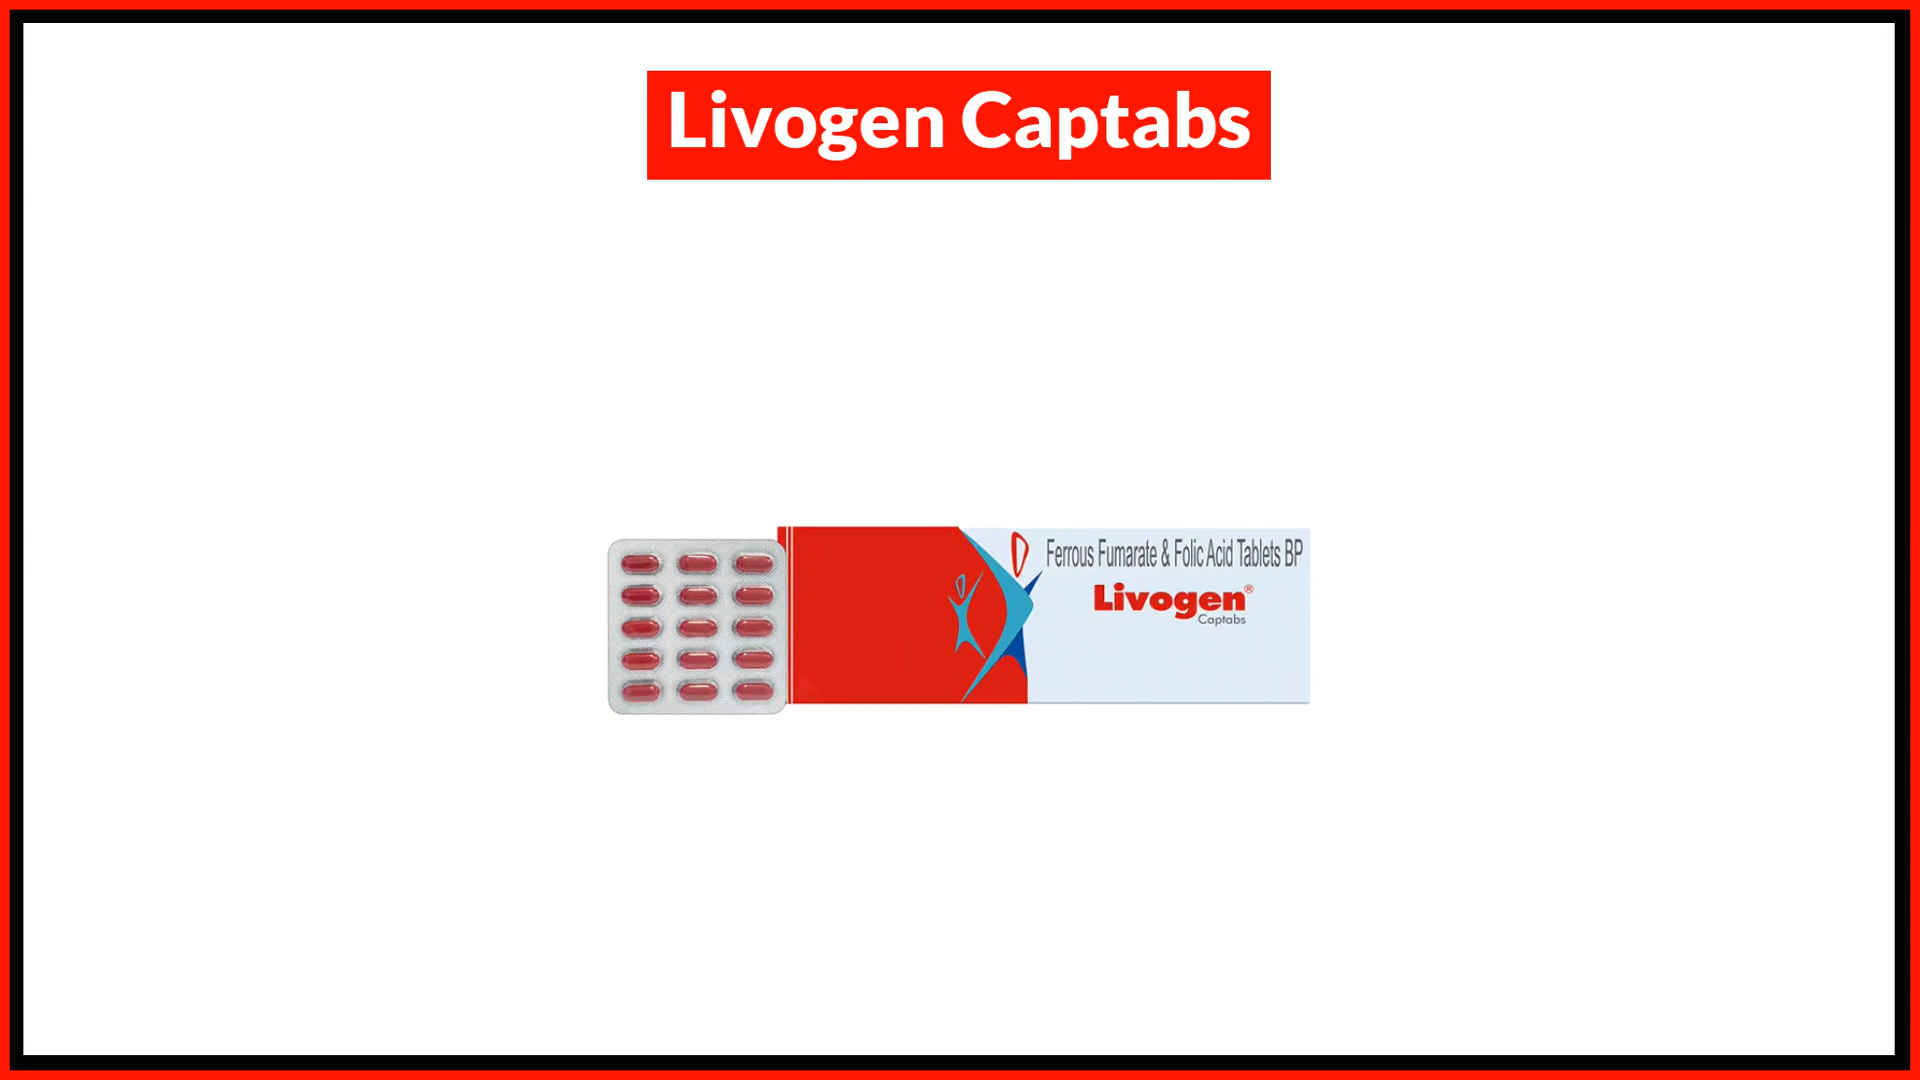 Livogen Captabs
Ferrous Fumarate & Folic Acid Tablets BP
Livogen®
Captabs